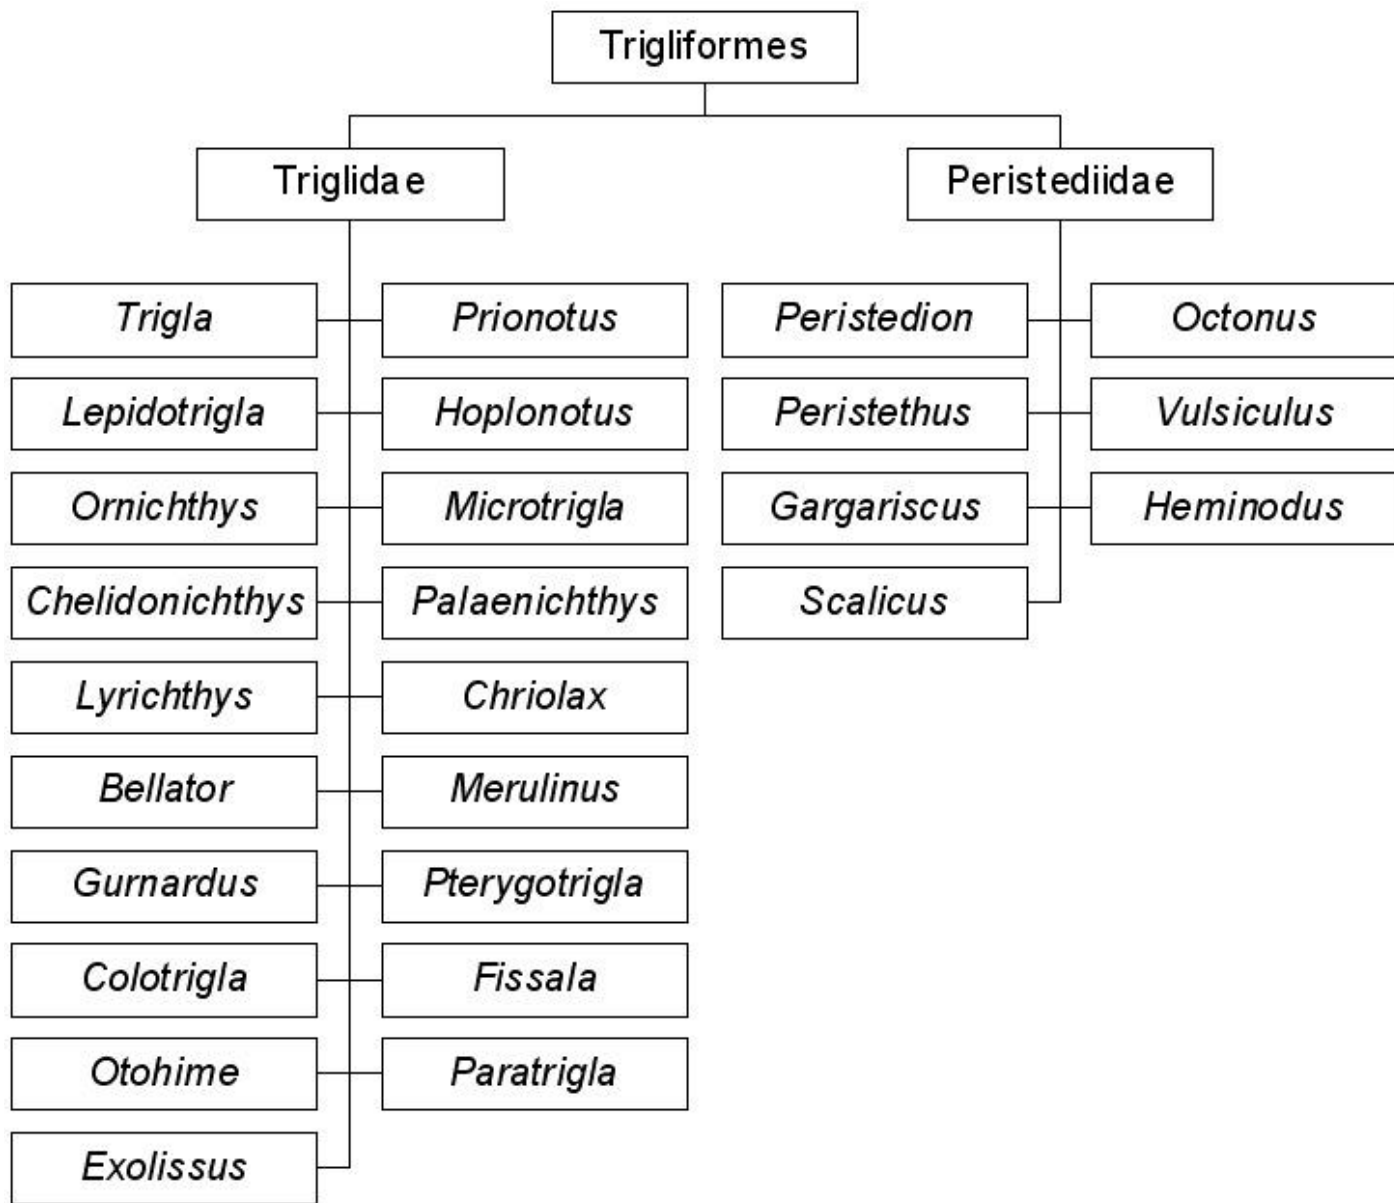 Trigliformes
Triglidae
Peristediidae
Trigla
Prionotus
Peristedion
Octonus
Lepidotrigla
Hoplonotus
Peristethus
Vulsiculus
Ornichthys
Microtrigla
Gargariscus
Heminodus
Chelidonichthys
Palaenichthys
Scalicus
Lyrichthys
Chriolax
Bellator
Merulinus
Gurnardus
Pterygotrigla
Colotrigla
Fissala
Otohime
Paratrigla
Exolissus